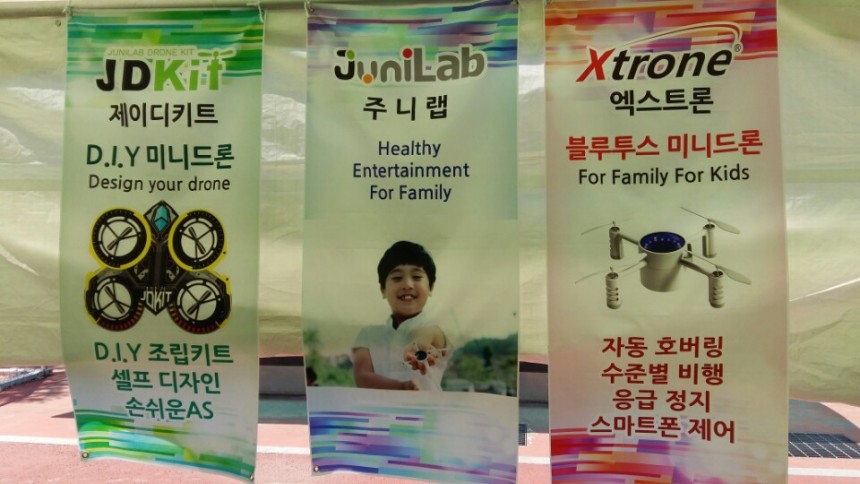 JUNILAB DRONE KIT
JDKit
제이디키트
D.I.Y 미니드론
Design your drone
JDKIT
D.I.Y 조립키트
셀프 디자인
손쉬운AS
JuniLab
주니랩
Healthy
Entertainment
For Family
Xtrone®
엑스트론
블루투스 미니드론
For Family For Kids
자동 호버링
수준별 비행
응급 정지
스마트폰 제어